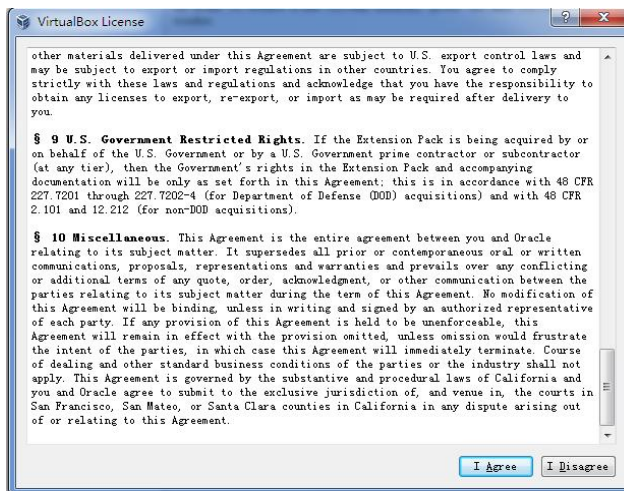 VirtualBox License
other materials delivered under this Agreement are subject to U.S. export control laws and
may be subject to export or import regulations in other countries. You agree to comply
strictly with these laws and regulations and acknowledge that you have the responsibility to
obtain any licenses to export, re-export, or import as may be required after delivery to
you.
§ 9 U.S. Government Restricted Rights. If the Extension Pack is being acquired by or
on behalf of the U.S. Government or by a U.S. Government prime contractor or subcontractor
(at any tier), then the Government's rights in the Extension Pack and accompanying
documentation will be only as set forth in this Agreement; this is in accordance with 48 CFR
227.7201 through 227.7202-4 (for Department of Defense (DOD) acquisitions) and with 48 CFR
2.101 and 12.212 (for non-DOD acquisitions).
§ 10 Miscellaneous. This Agreement is the entire agreement between you and Oracle
relating to its subject matter. It supersedes all prior or contemporaneous oral or written
communications, proposals, representations and warranties and prevails over any conflicting
or additional terms of any quote, order, acknowledgment, or other communication between the
parties relating to its subject matter during the term of this Agreement. No modification of
this Agreement will be binding, unless in writing and signed by an authorized representative
of each party. If any provision of this Agreement is held to be unenforceable, this
Agreement will remain in effect with the provision omitted, unless omission would frustrate
the intent of the parties, in which case this Agreement will immediately terminate. Course
of dealing and other standard business conditions of the parties or the industry shall not
apply. This Agreement is governed by the substantive and procedural laws of California and
you and Oracle agree to submit to the exclusive jurisdiction of, and venue in, the courts in
San Francisco, San Mateo, or Santa Clara counties in California in any dispute arising out
of or relating to this Agreement.
I Agree
I Disagree